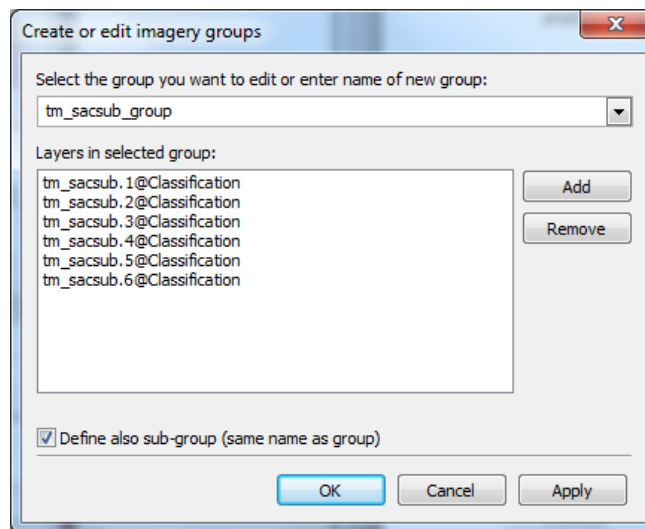 Create or edit imagery groups
Select the group you want to edit or enter name of new group:
tm_sacsub_group
Layers in selected group:
tm_sacsub.1@Classification
tm_sacsub.2@Classification
tm_sacsub.3@Classification
tm_sacsub.4@Classification
tm_sacsub.5@Classification
tm_sacsub.6@Classification
Add
Remove
Define also sub-group (same name as group)
OK
Cancel
Apply